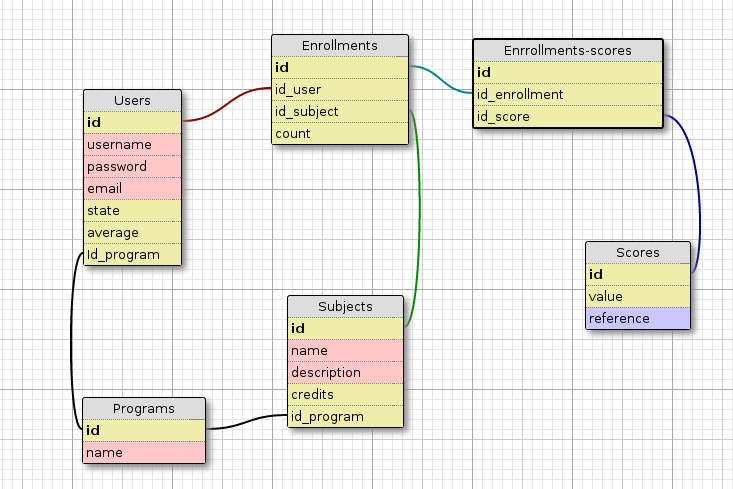 Users
id
username
password
email
state
average
Id_program
Enrollments
id
id_user
id_subject
count
Enrrollments-scores
id
id_enrollment
id_score
Scores
id
value
reference
Subjects
id
name
description
credits
id_program
Programs
id
name